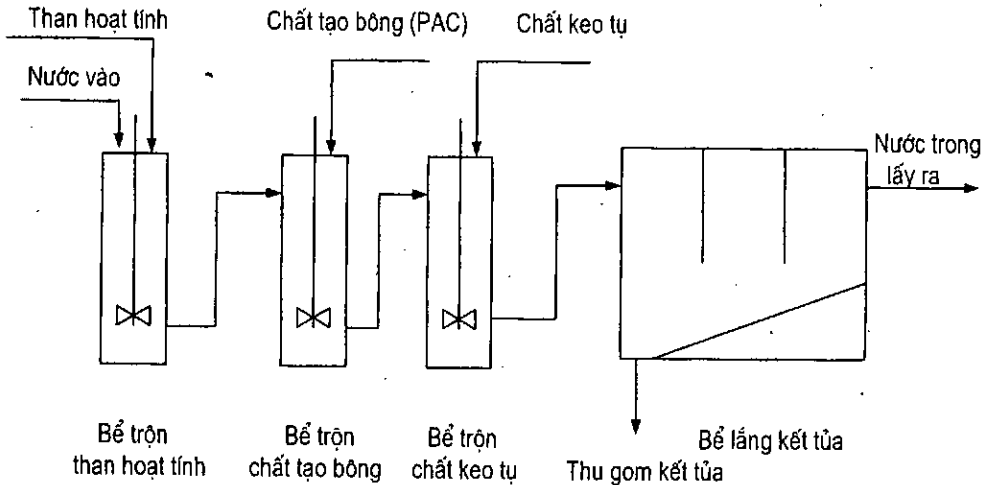 Than hoạt tính
Chất tạo bông (PAC)
Chất keo tụ
Nước vào
Nước trong
lấy ra
Bể trộn
than hoạt tính
Bể trộn
chất tạo bông
Bể trộn
chất keo tụ
Thu gom kết tủa
Bể lắng kết tủa